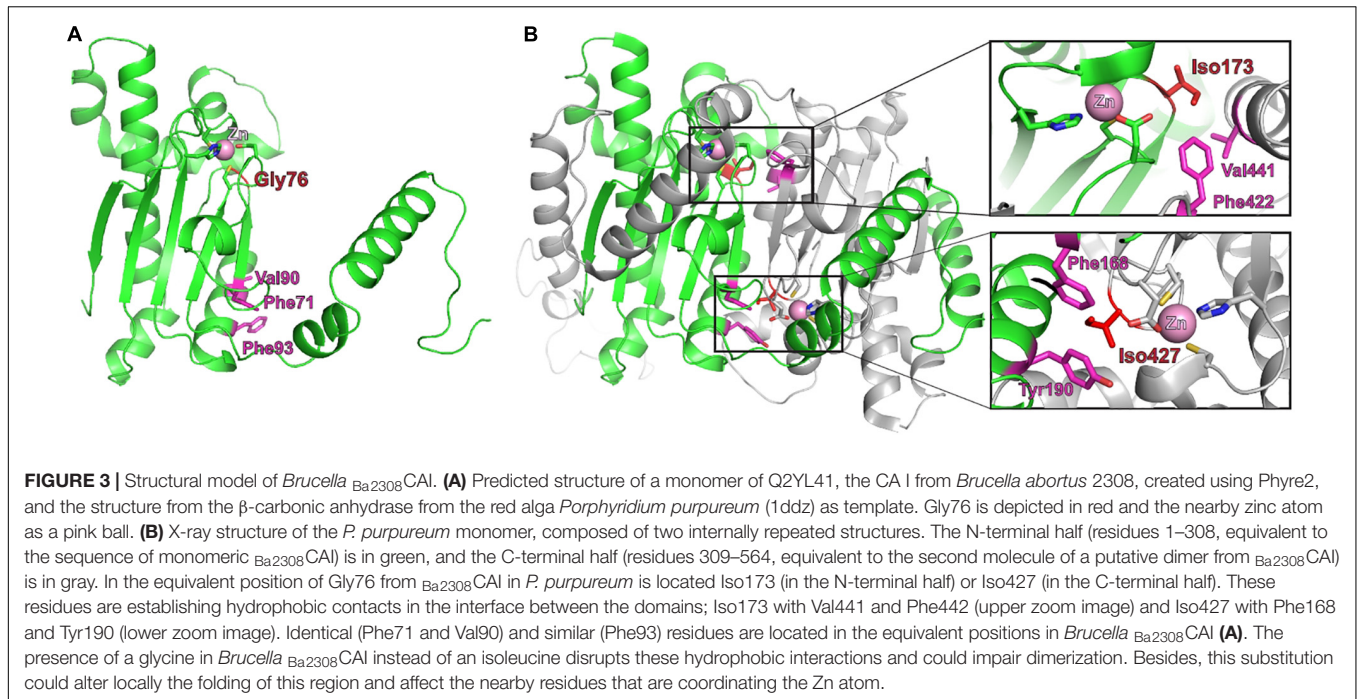 A
B
Zn
Gly76
Val90
Phe71
Phe93
Zn
Iso173
Val441
Phe422
Phe168
Zn
Iso427
Tyr190
FIGURE 3 | Structural model of Brucella Ba2308CAI. (A) Predicted structure of a monomer of Q2YL41, the CA I from Brucella abortus 2308, created using Phyre2,
and the structure from the β-carbonic anhydrase from the red alga Porphyridium purpureum (1ddz) as template. Gly76 is depicted in red and the nearby zinc atom
as a pink ball. (B) X-ray structure of the P. purpureum monomer, composed of two internally repeated structures. The N-terminal half (residues 1–308, equivalent to
the sequence of monomeric Ba2308CAI) is in green, and the C-terminal half (residues 309–564, equivalent to the second molecule of a putative dimer from Ba2308CAI)
is in gray. In the equivalent position of Gly76 from Ba2308CAI in P. purpureum is located Iso173 (in the N-terminal half) or Iso427 (in the C-terminal half). These
residues are establishing hydrophobic contacts in the interface between the domains; Iso173 with Val441 and Phe442 (upper zoom image) and Iso427 with Phe168
and Tyr190 (lower zoom image). Identical (Phe71 and Val90) and similar (Phe93) residues are located in the equivalent positions in Brucella Ba2308CAI (A). The
presence of a glycine in Brucella Ba2308CAI instead of an isoleucine disrupts these hydrophobic interactions and could impair dimerization. Besides, this substitution
could alter locally the folding of this region and affect the nearby residues that are coordinating the Zn atom.